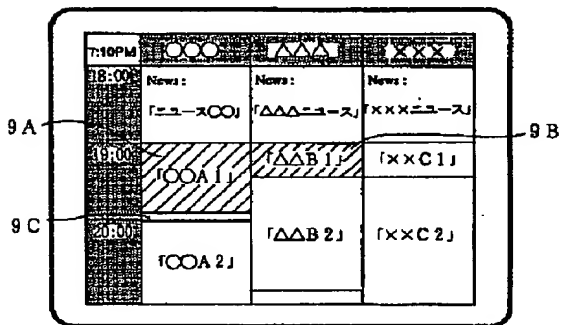 7:10PM ○○○ △△△ ×××
18:00 News: News: News:
「ニュース○○」 「△△△ニュース」 「×××ニュース」
9A
9B
19:00 「○○A1」 「△△B1」 「××C1」
9C
20:00 「○○A2」 「△△B2」 「××C2」